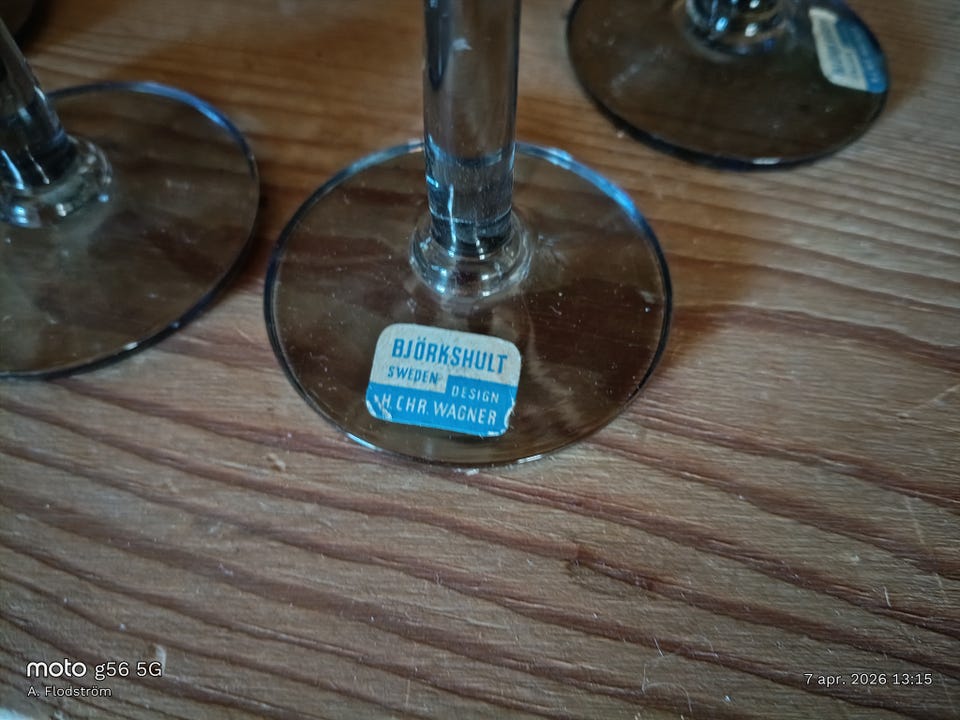 BJÖRKSHULT
SWEDEN DESIGN
H. CHR. WAGNER
moto g56 5G
A. Flodström
7 apr. 2026 13:15